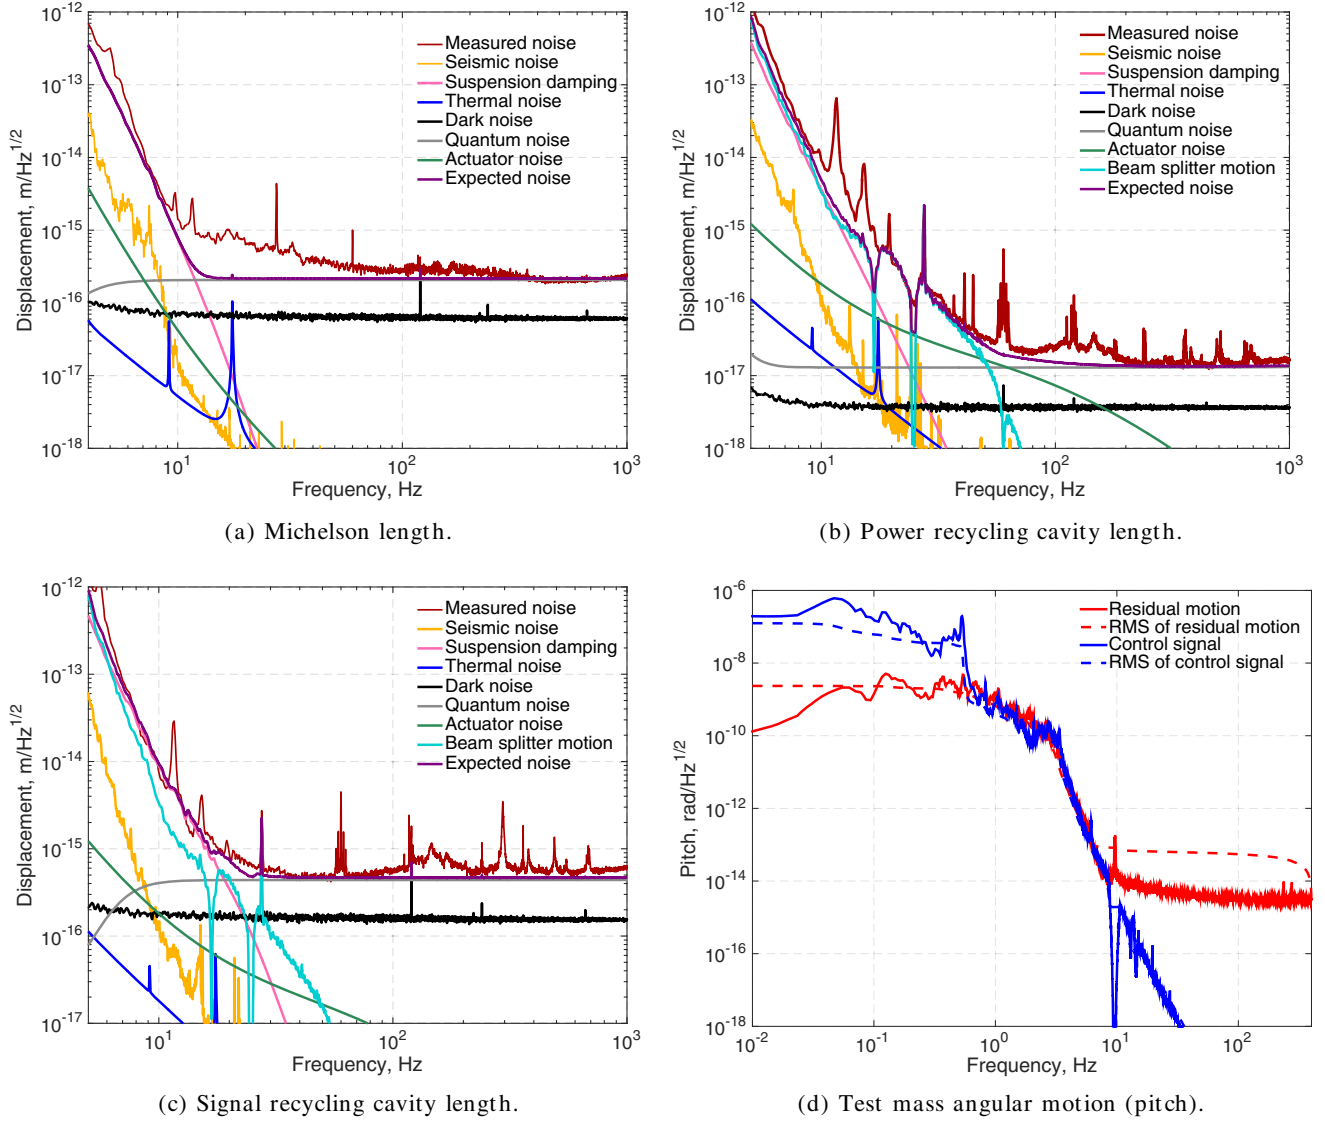 10^-12
10^-13
10^-14
10^-15
10^-16
10^-17
10^-18
Displacement, m/Hz^1/2
Measured noise
Seismic noise
Suspension damping
Thermal noise
Dark noise
Quantum noise
Actuator noise
Expected noise
10^1
10^2
10^3
Frequency, Hz
(a) Michelson length.
10^-12
10^-13
10^-14
10^-15
10^-16
10^-17
10^-18
Displacement, m/Hz^1/2
Measured noise
Seismic noise
Suspension damping
Thermal noise
Dark noise
Quantum noise
Actuator noise
Beam splitter motion
Expected noise
10^1
10^2
10^3
Frequency, Hz
(b) Power recycling cavity length.
10^-12
10^-13
10^-14
10^-15
10^-16
10^-17
Displacement, m/Hz^1/2
Measured noise
Seismic noise
Suspension damping
Thermal noise
Dark noise
Quantum noise
Actuator noise
Beam splitter motion
Expected noise
10^1
10^2
10^3
Frequency, Hz
(c) Signal recycling cavity length.
10^-6
10^-8
10^-10
10^-12
10^-14
10^-16
10^-18
Pitch, rad/Hz^1/2
Residual motion
RMS of residual motion
Control signal
RMS of control signal
10^-2
10^-1
10^0
10^1
10^2
Frequency, Hz
(d) Test mass angular motion (pitch).